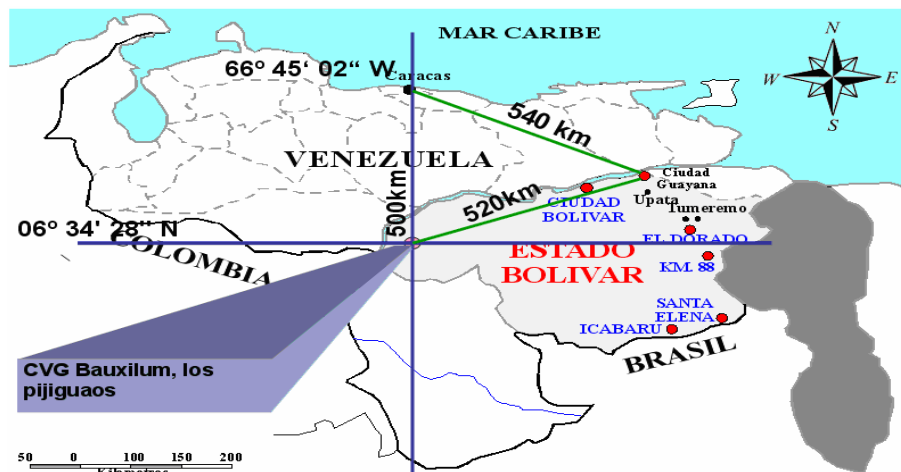 MAR CARIBE
N
W E
S
66º 45' 02“ W
Caracas
540 km
VENEZUELA
Ciudad
Guayana
Upata
CIUDAD
BOLIVAR
500km
520km
Tumeremo
06º 34' 28“ N
EL DORADO
COLOMBIA
ESTADO
BOLIVAR
KM. 88
SANTA
ELENA
ICABARU
BRASIL
CVG Bauxilum, los
pijiguaos
50 0 100 150 200
Kilometros